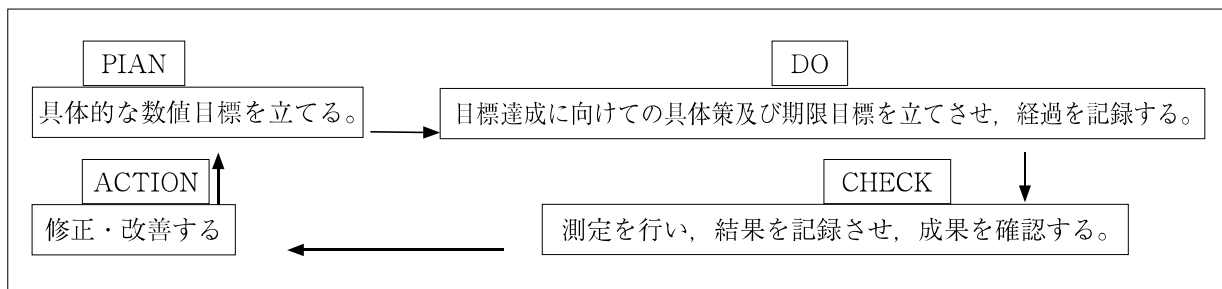 PIAN
DO
具体的な数値目標を立てる。
目標達成に向けての具体策及び期限目標を立てさせ，経過を記録する。
ACTION
CHECK
修正・改善する
測定を行い，結果を記録させ，成果を確認する。